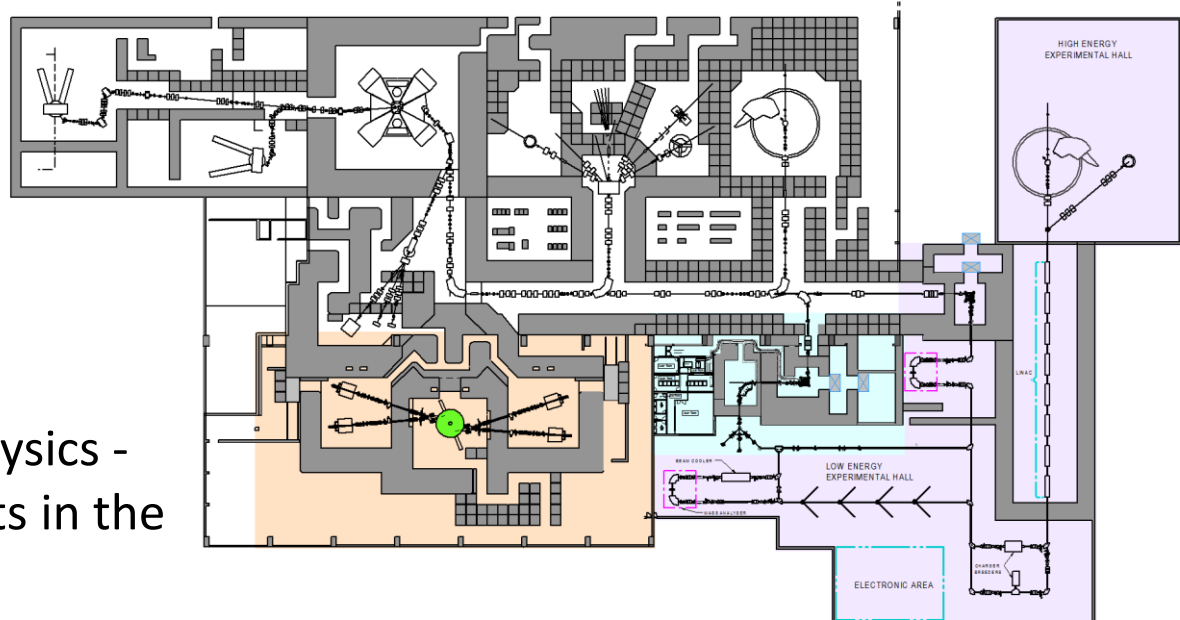 HIGH ENERGY
EXPERIMENTAL HALL
LINAC
ysics -
ts in the
BEAM COOLER
LOW ENERGY
EXPERIMENTAL HALL
MASS ANALYSER
CHARGER
BREEDERS
ELECTRONIC AREA